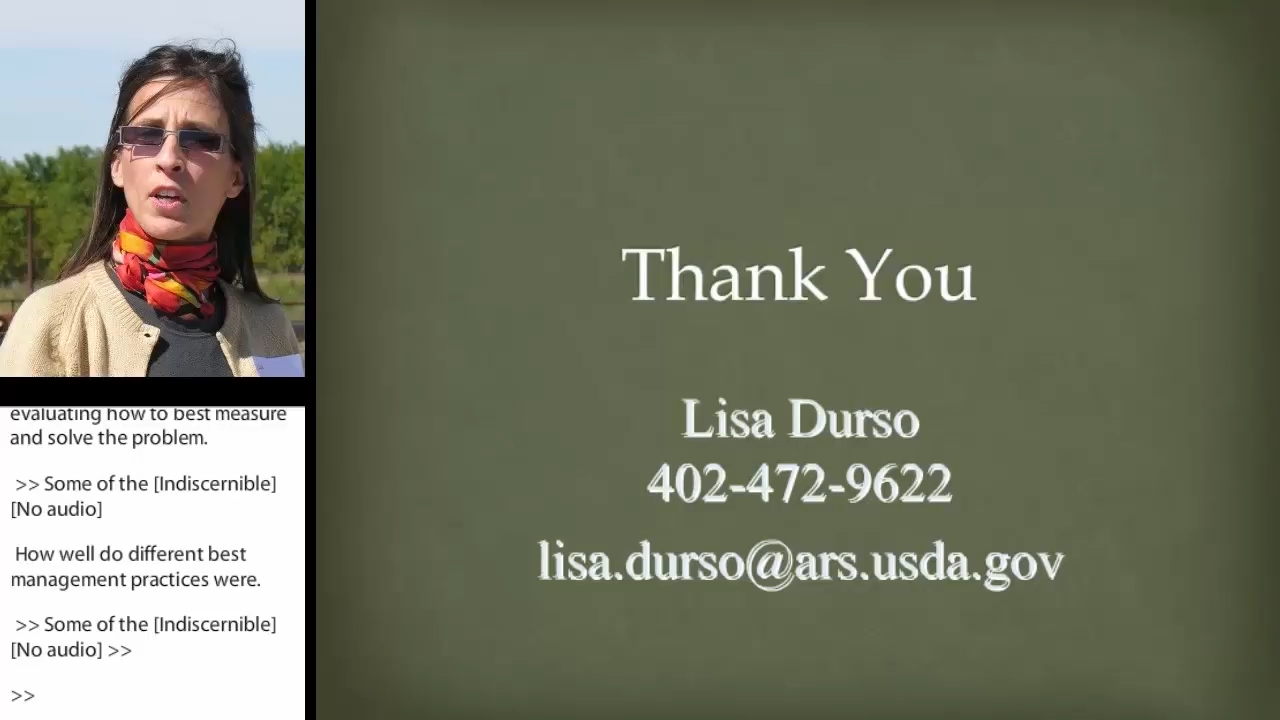 evaluating how to best measure
and solve the problem.
>> Some of the [Indiscernible]
[No audio]
How well do different best
management practices were.
>> Some of the [Indiscernible]
[No audio] >>
>>
Thank You
Lisa Durso
402-472-9622
lisa.durso@ars.usda.gov